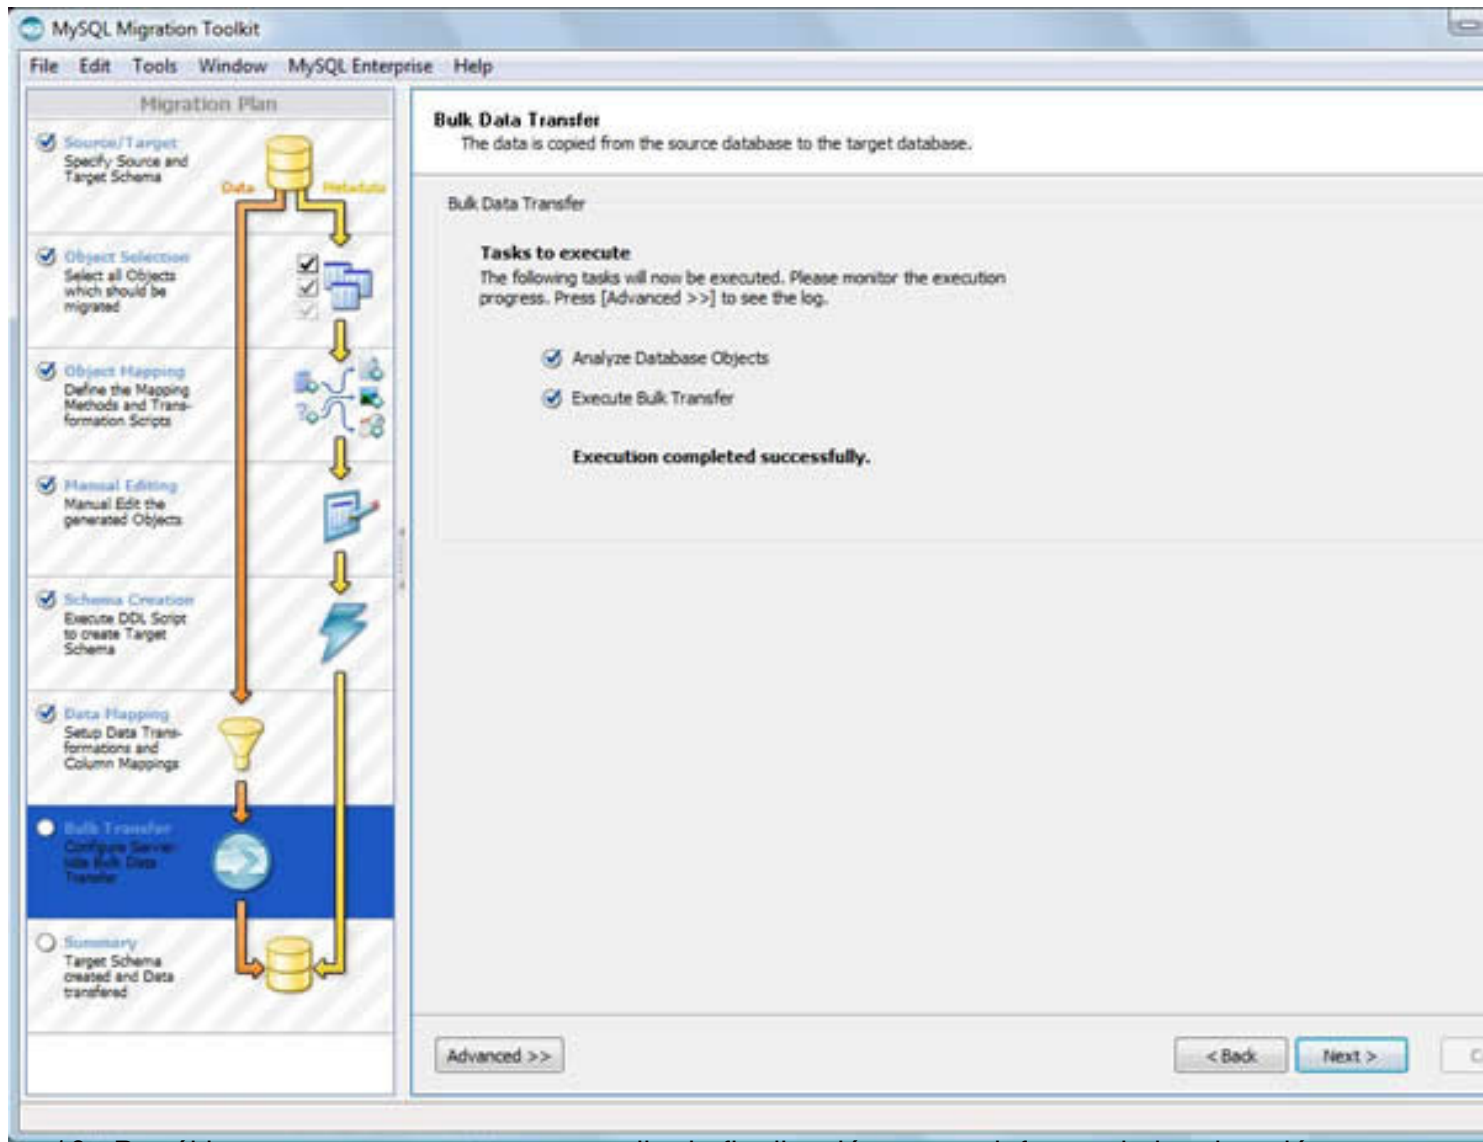 MySQL Migration Toolkit
File Edit Tools Window MySQL Enterprise Help
Migration Plan
Source/Target
Specify Source and
Target Schema
Data
Metadata
Object Selection
Select all Objects
which should be
migrated
Object Mapping
Define the Mapping
Methods and Trans-
formation Scripts
Manual Editing
Manual Edit the
generated Objects
Schema Creation
Execute DDL Script
to create Target
Schema
Data Mapping
Setup Data Trans-
formations and
Column Mappings
Bulk Transfer
Configure Server-
side Bulk Data
Transfer
Summary
Target Schema
created and Data
transfered
Bulk Data Transfer
The data is copied from the source database to the target database.
Bulk Data Transfer
Tasks to execute
The following tasks will now be executed. Please monitor the execution
progress. Press [Advanced >>] to see the log.
Analyze Database Objects
Execute Bulk Transfer
Execution completed successfully.
Advanced >>
< Back
Next >